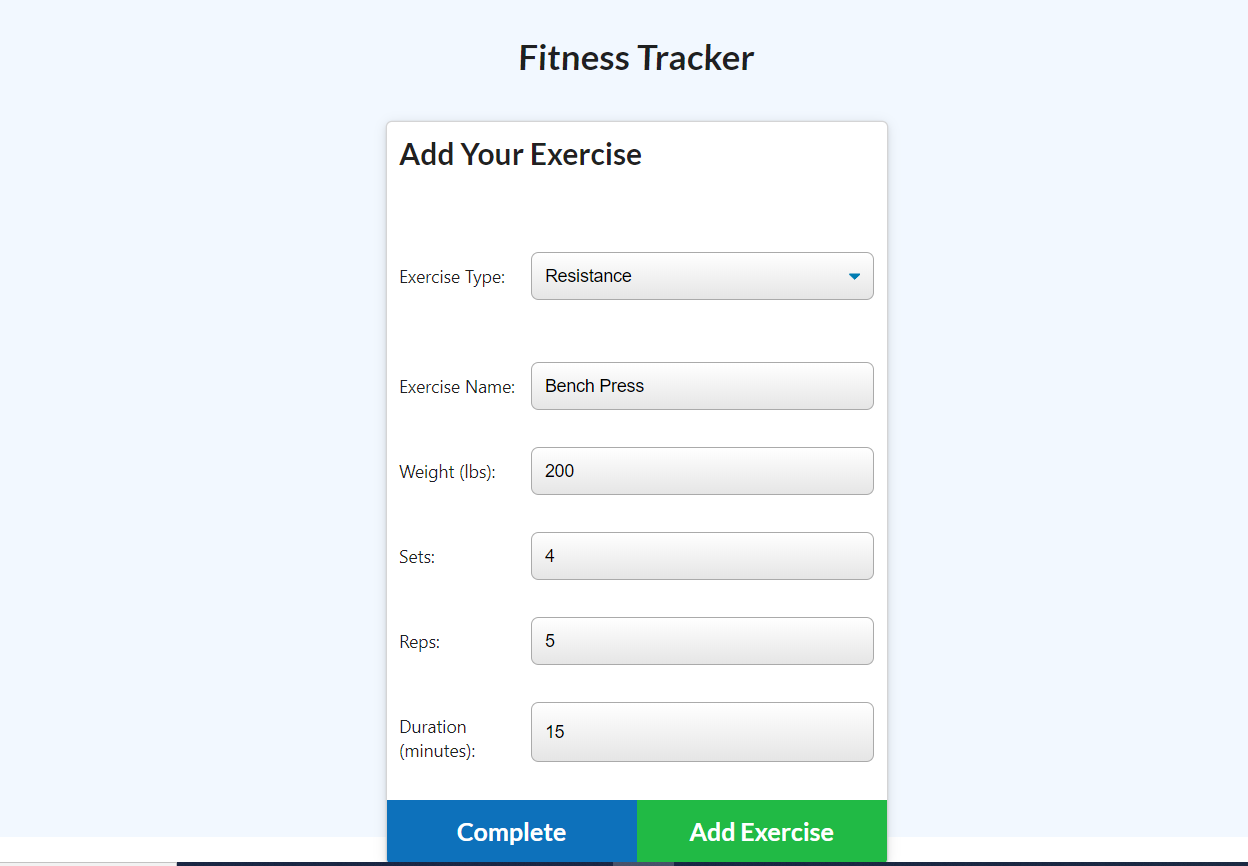 Fitness Tracker
Add Your Exercise
Exercise Type: Resistance
Exercise Name: Bench Press
Weight (lbs): 200
Sets: 4
Reps: 5
Duration
(minutes): 15
Complete Add Exercise